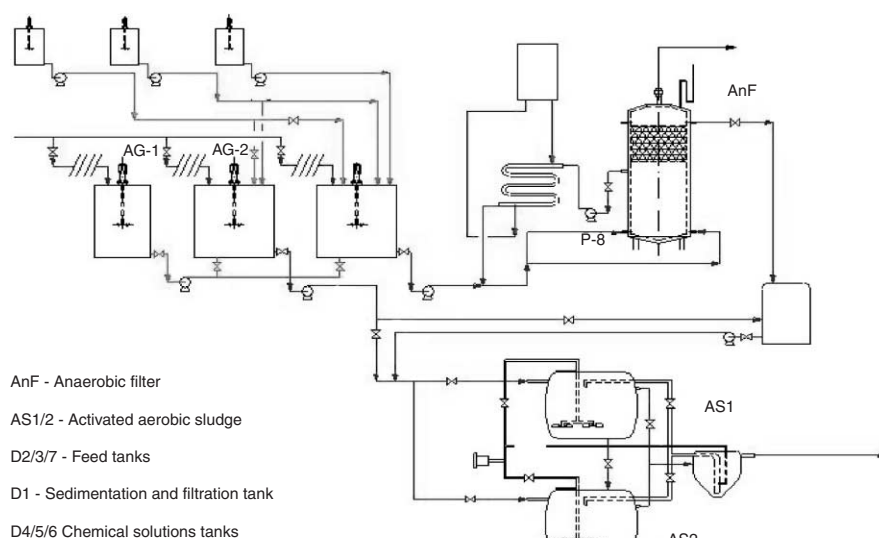 AnF
AG-1
AG-2
P-8
AnF - Anaerobic filter
AS1/2 - Activated aerobic sludge
AS1
D2/3/7 - Feed tanks
D1 - Sedimentation and filtration tank
D4/5/6 Chemical solutions tanks
AS2